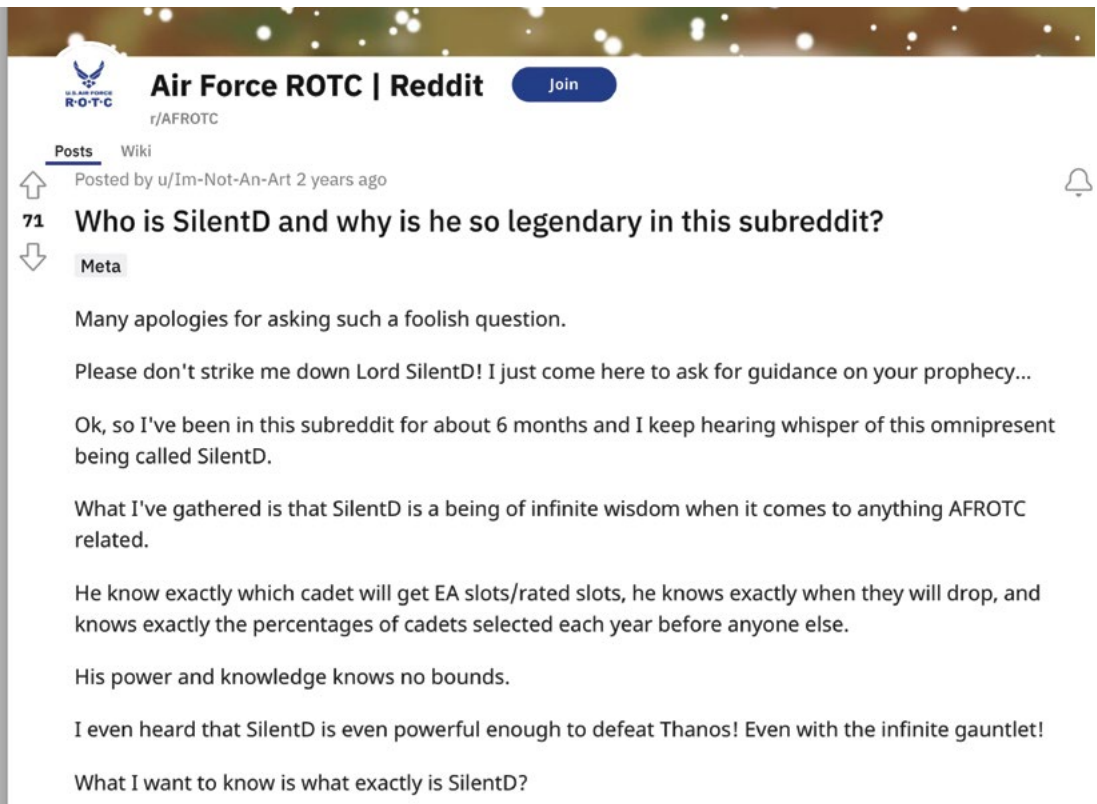 Air Force ROTC | Reddit
Join
U.S. AIR FORCE
R·O·T·C
r/AFROTC
Posts Wiki
Posted by u/Im-Not-An-Art 2 years ago
71
Who is SilentD and why is he so legendary in this subreddit?
Meta
Many apologies for asking such a foolish question.
Please don't strike me down Lord SilentD! I just come here to ask for guidance on your prophecy...
Ok, so I've been in this subreddit for about 6 months and I keep hearing whisper of this omnipresent
being called SilentD.
What I've gathered is that SilentD is a being of infinite wisdom when it comes to anything AFROTC
related.
He know exactly which cadet will get EA slots/rated slots, he knows exactly when they will drop, and
knows exactly the percentages of cadets selected each year before anyone else.
His power and knowledge knows no bounds.
I even heard that SilentD is even powerful enough to defeat Thanos! Even with the infinite gauntlet!
What I want to know is what exactly is SilentD?